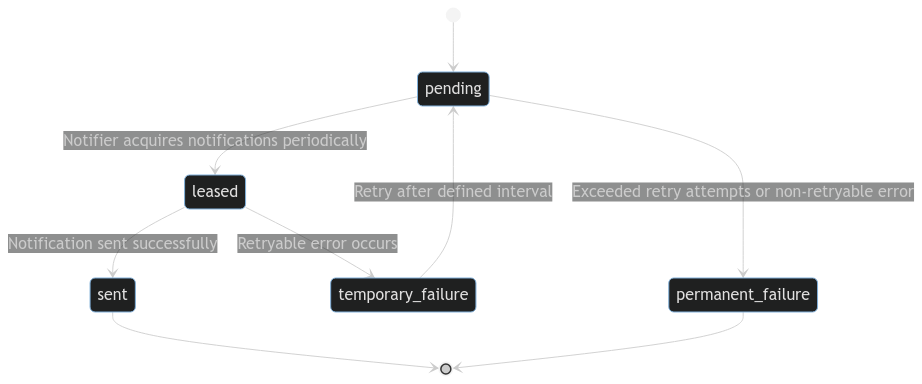 pending
Notifier acquires notifications periodically
leased
Retry after defined interval
Exceeded retry attempts or non-retryable error
Notification sent successfully
Retryable error occurs
sent
temporary_failure
permanent_failure